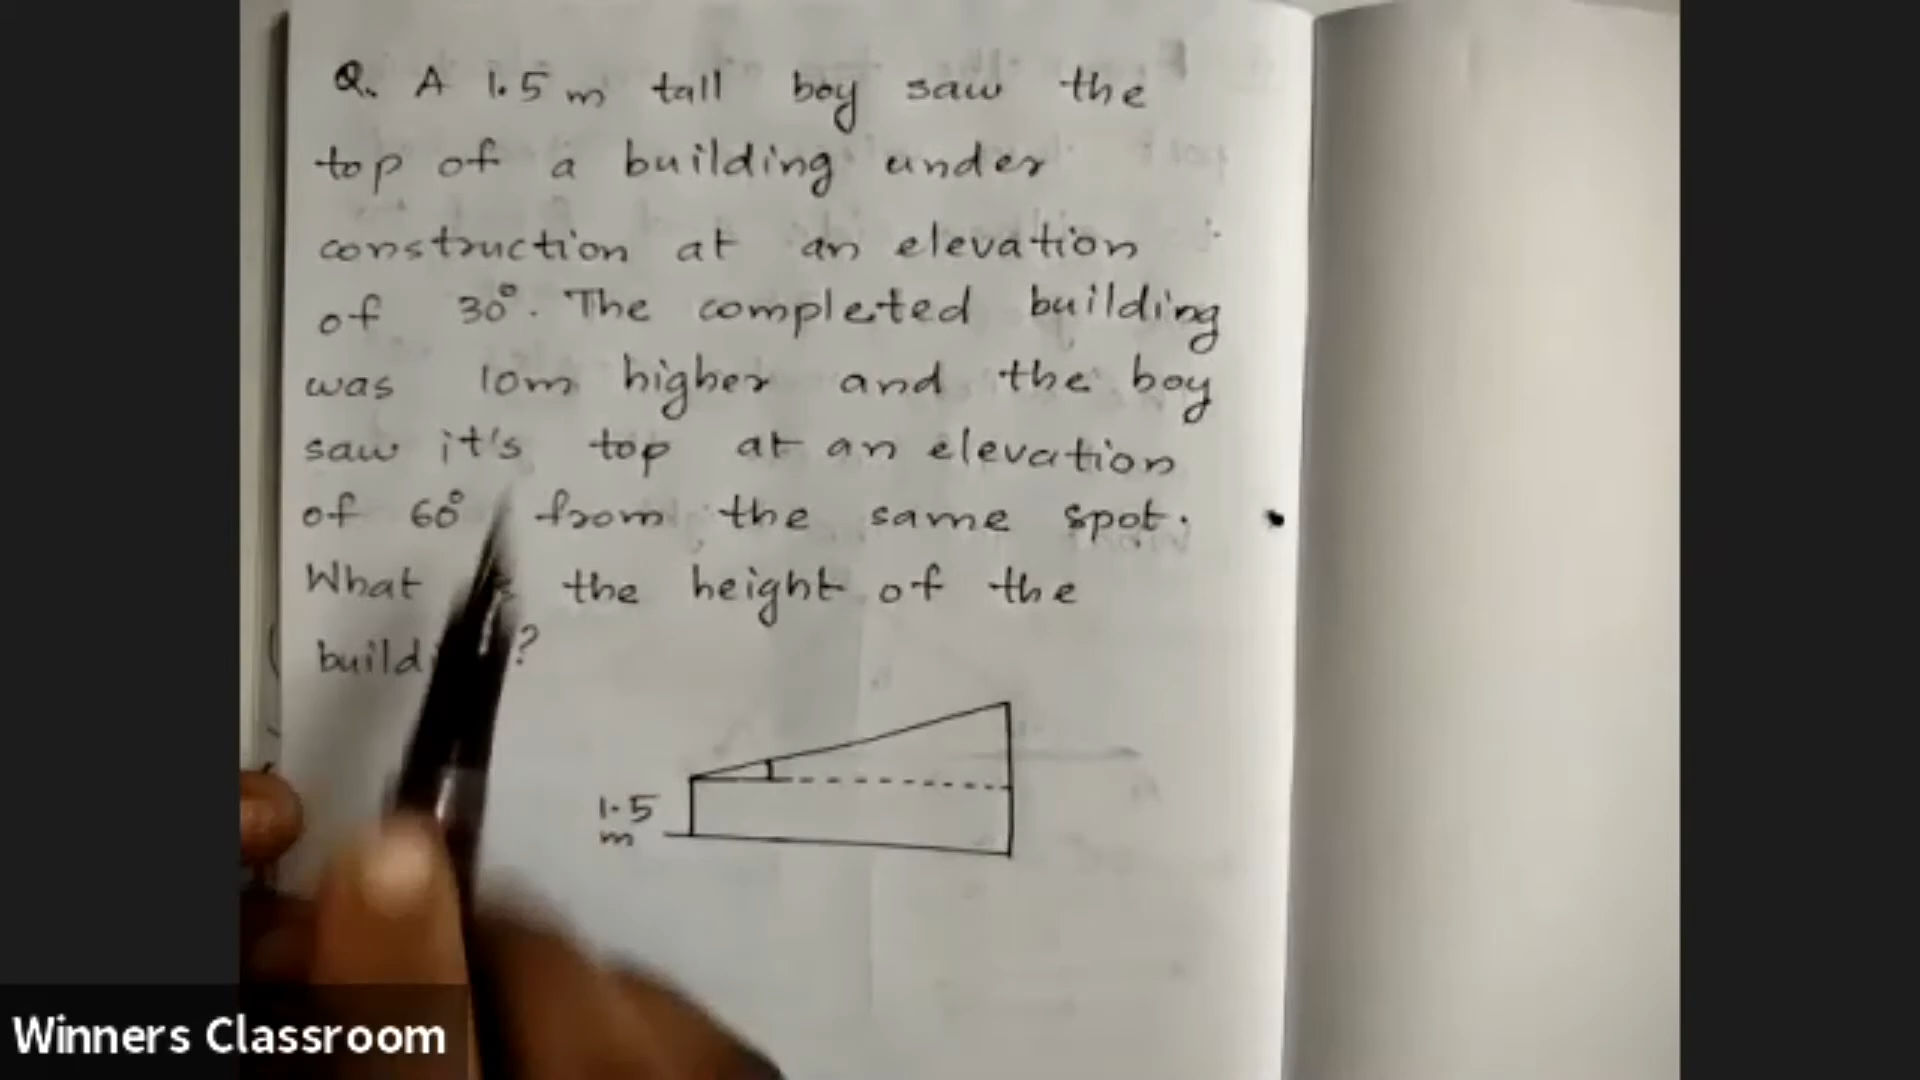 Q. A 1.5 m tall boy saw the
top of a building under
construction at an elevation
of 30°. The completed building
was 10m higher and the boy
saw it's top at an elevation
of 60° from the same spot.
What the height of the
?
1.5
m
Winners Classroom